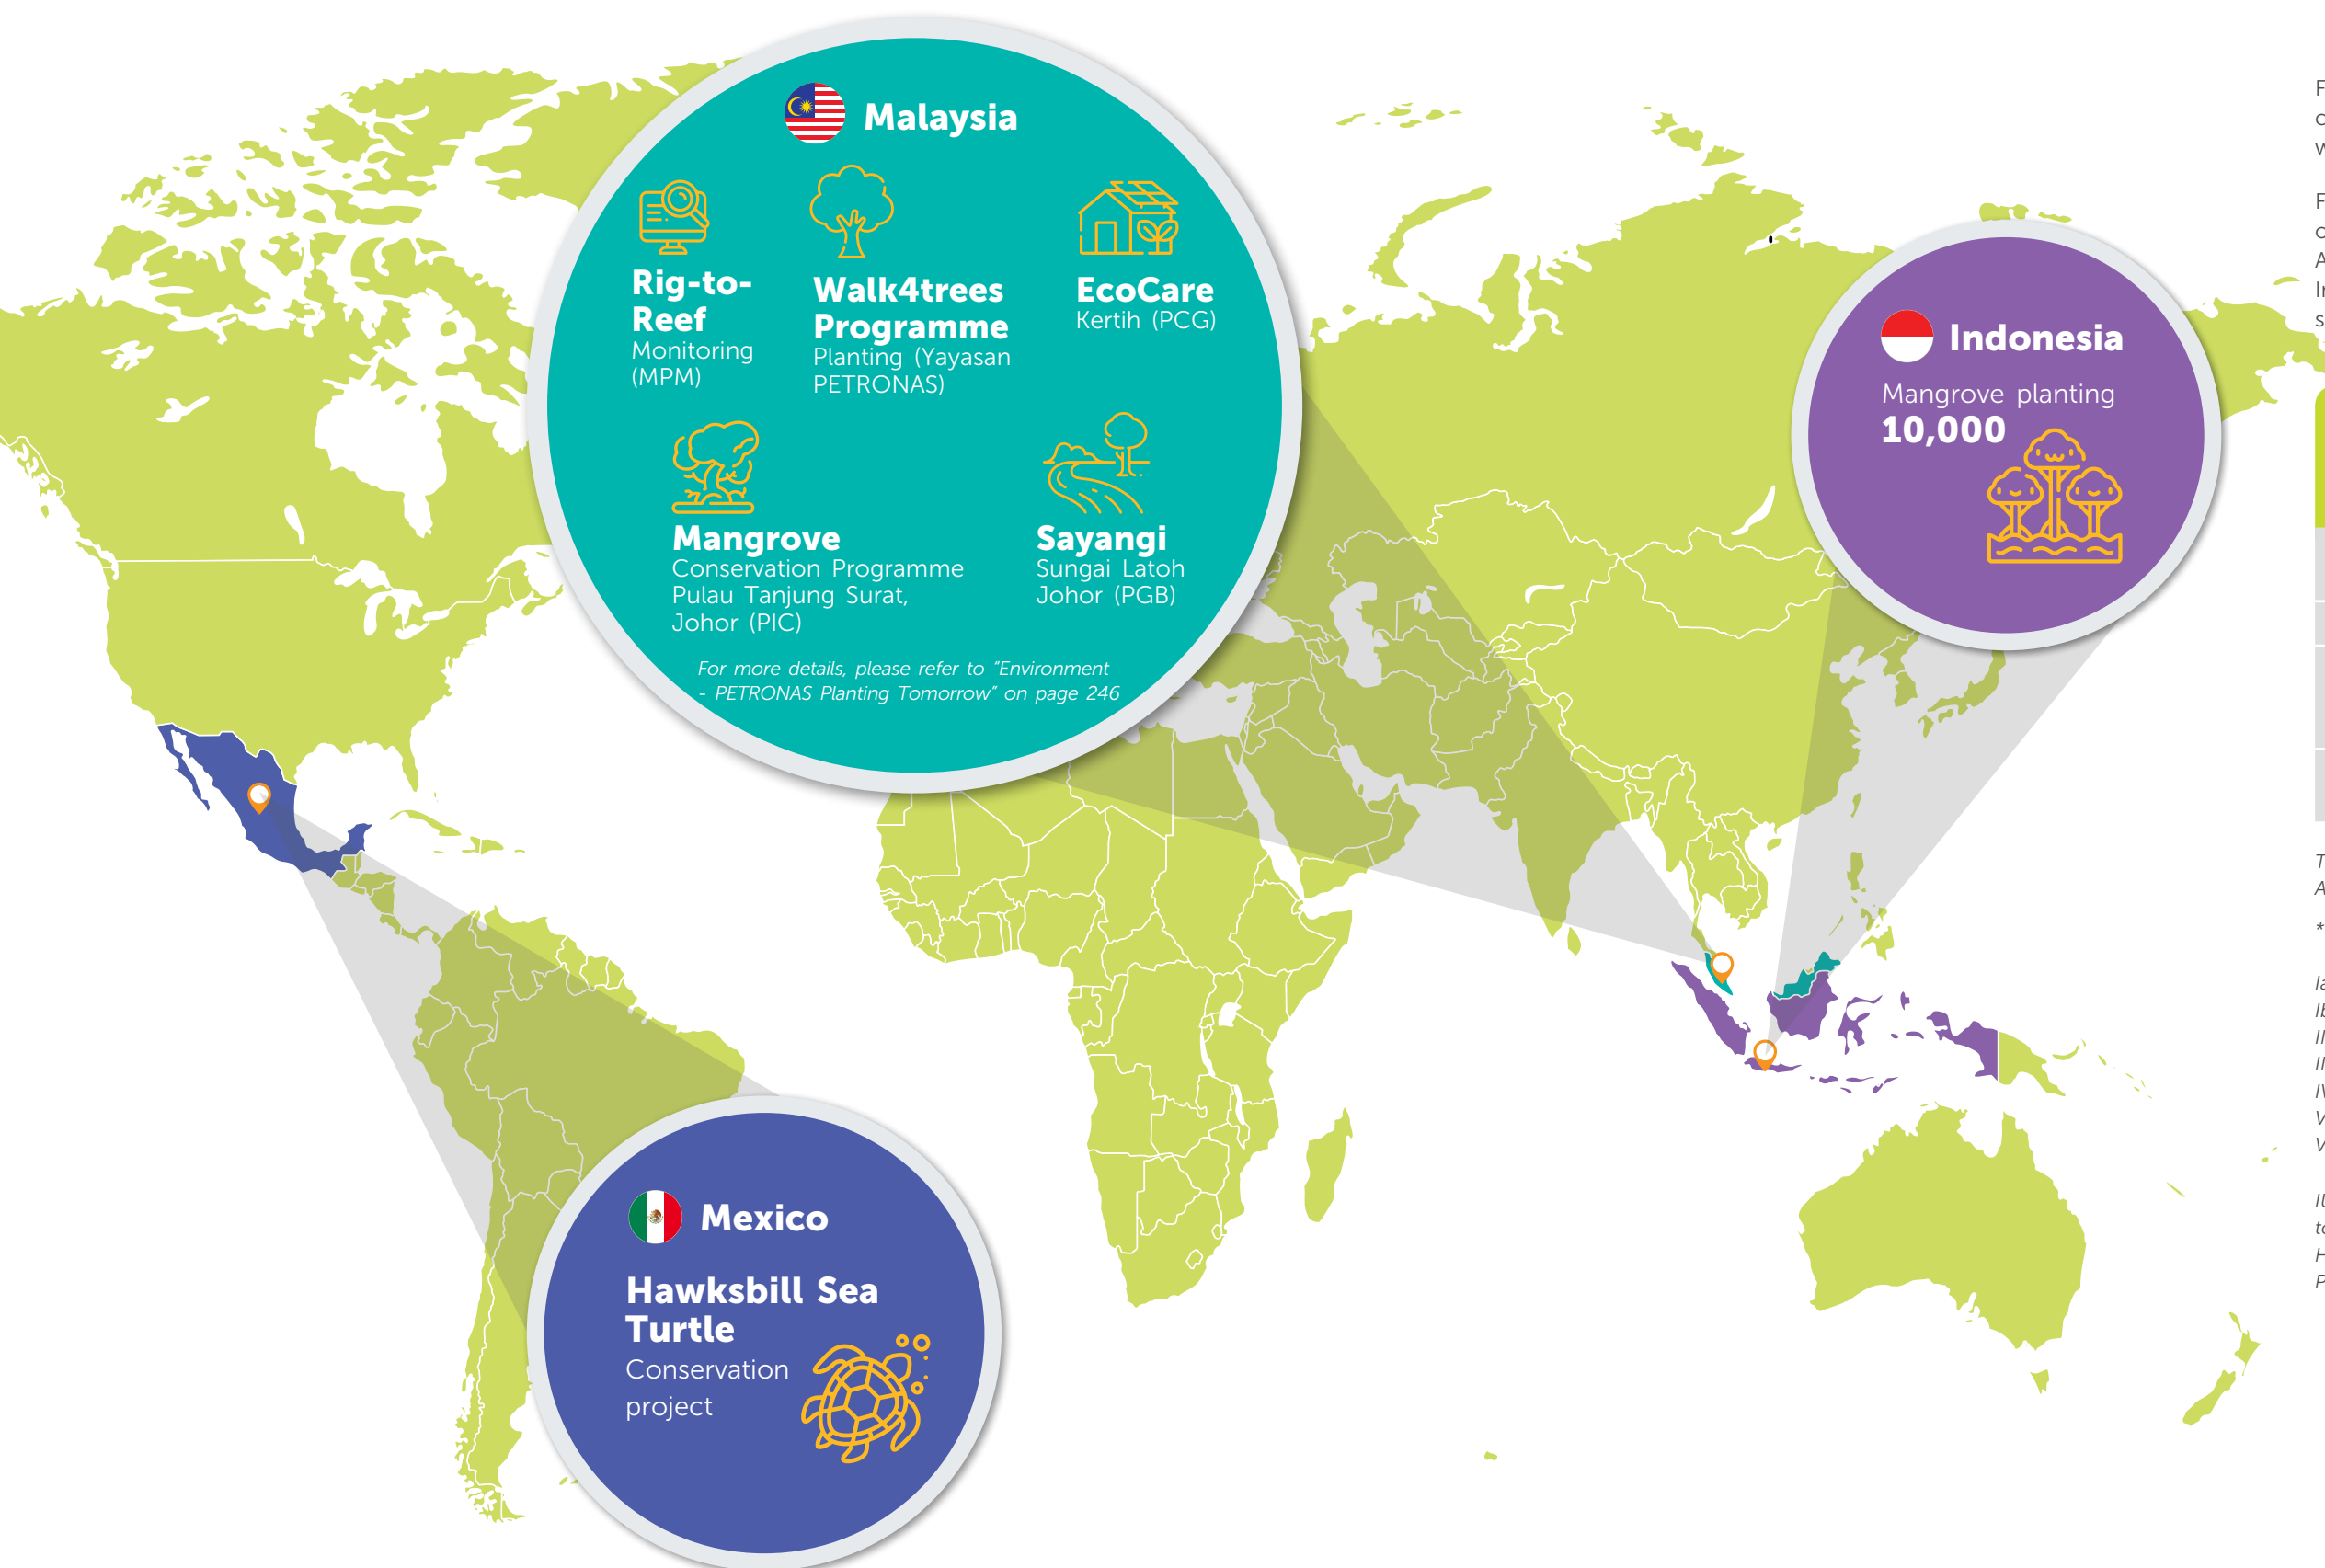 Malaysia
Rig-to-
Reef
Monitoring
(MPM)
Walk4trees
Programme
Planting (Yayasan
PETRONAS)
EcoCare
Kertih (PCG)
Mangrove
Conservation Programme
Pulau Tanjung Surat,
Johor (PIC)
Sayangi
Sungai Latoh
Johor (PGB)
For more details, please refer to "Environment
- PETRONAS Planting Tomorrow" on page 246
Indonesia
Mangrove planting
10,000
Mexico
Hawksbill Sea
Turtle
Conservation
project